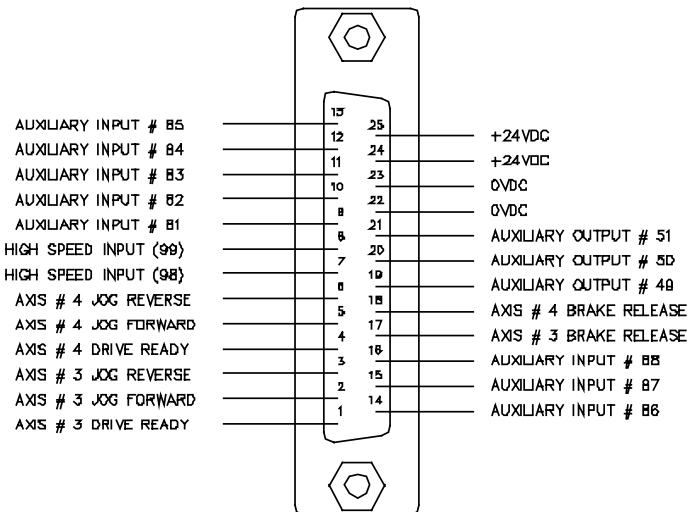 AUXILIARY INPUT # 85
AUXILIARY INPUT # 84
AUXILIARY INPUT # 83
AUXILIARY INPUT # 82
AUXILIARY INPUT # 81
HIGH SPEED INPUT (99)
HIGH SPEED INPUT (98)
AXIS # 4 JOG REVERSE
AXIS # 4 JOG FORWARD
AXIS # 4 DRIVE READY
AXIS # 3 JOG REVERSE
AXIS # 3 JOG FORWARD
AXIS # 3 DRIVE READY
13
12
11
10
9
8
7
6
5
4
3
2
1
25
24
23
22
21
20
19
18
17
16
15
14
+24VDC
+24VDC
0VDC
0VDC
AUXILIARY OUTPUT # 51
AUXILIARY OUTPUT # 50
AUXILIARY OUTPUT # 49
AXIS # 4 BRAKE RELEASE
AXIS # 3 BRAKE RELEASE
AUXILIARY INPUT # 88
AUXILIARY INPUT # 87
AUXILIARY INPUT # 86